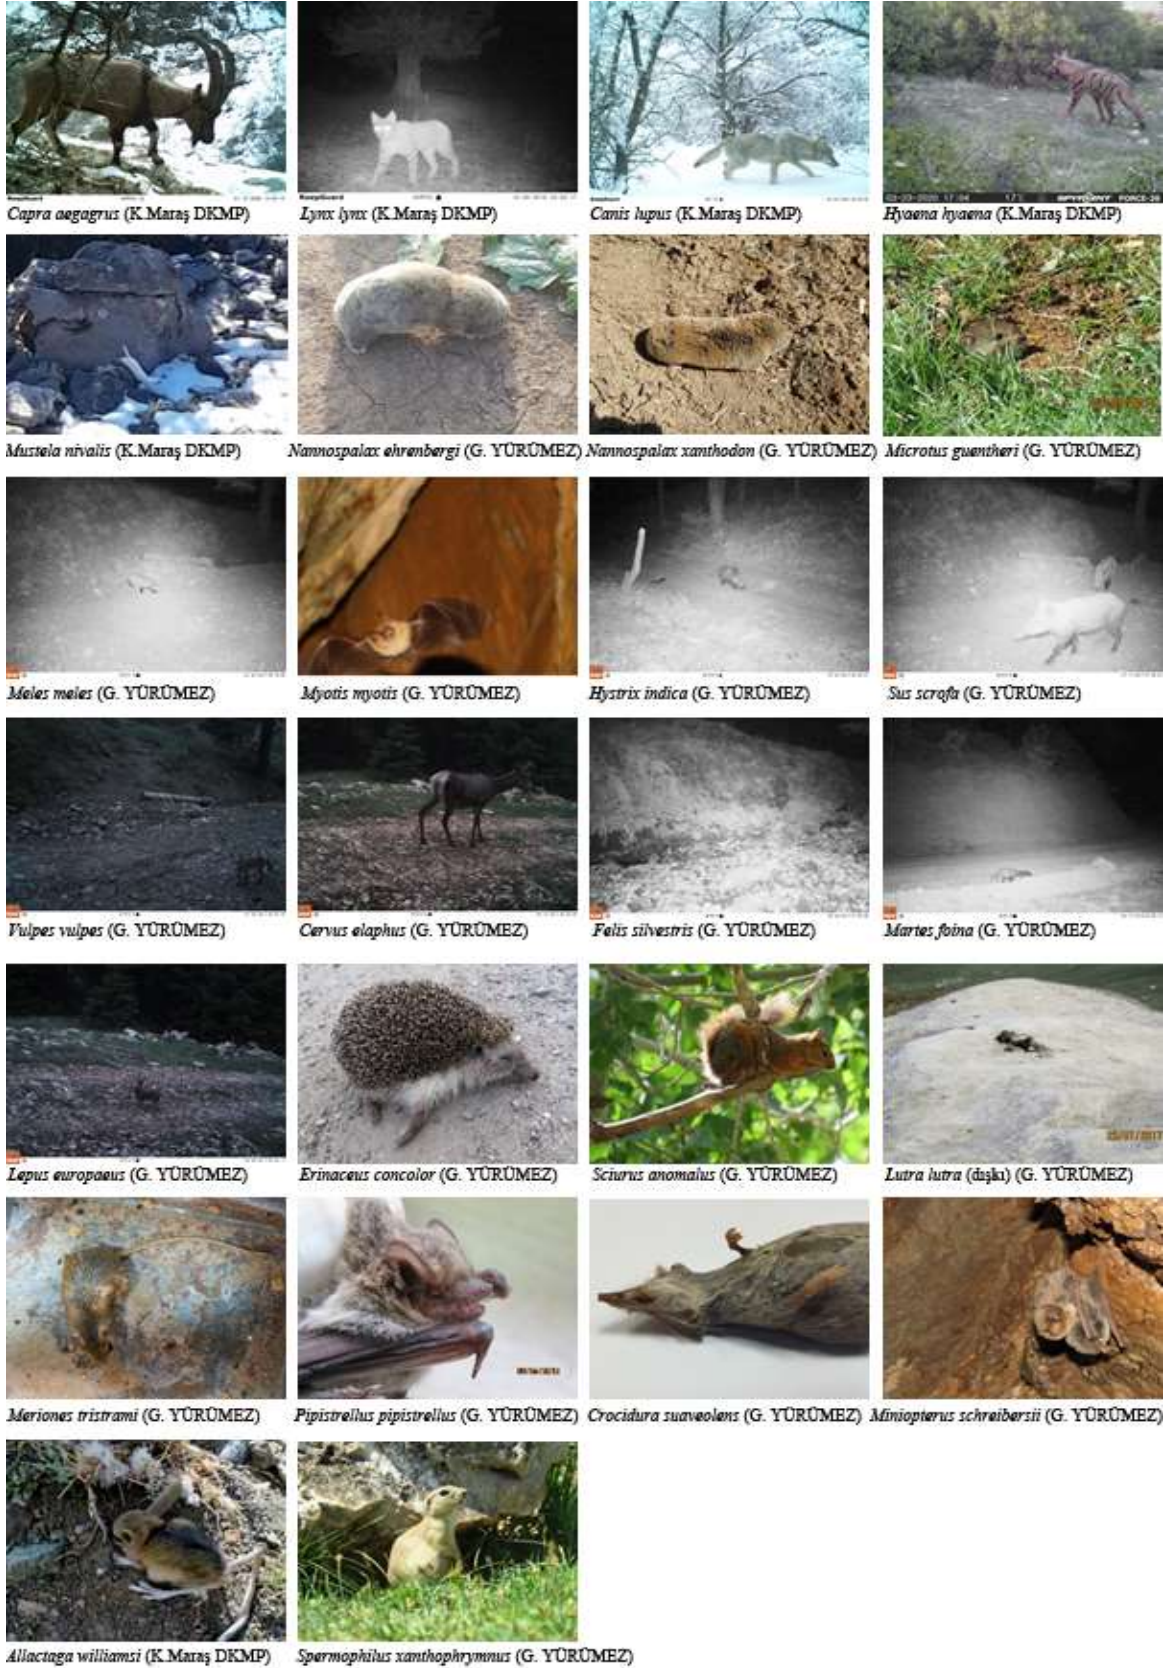 Capra aegagrus (K.Maraş DKMP)
Lynx lynx (K.Maraş DKMP)
Canis lupus (K.Maraş DKMP)
Hyaena hyaena (K.Maraş DKMP)
Mustela nivalis (K.Maraş DKMP)
Nannospalax ehrenbergi (G. YÜRÜMEZ)
Nannospalax xanthodon (G. YÜRÜMEZ)
Microtus guentheri (G. YÜRÜMEZ)
Meles meles (G. YÜRÜMEZ)
Myotis myotis (G. YÜRÜMEZ)
Hystrix indica (G. YÜRÜMEZ)
Sus scrofa (G. YÜRÜMEZ)
Vulpes vulpes (G. YÜRÜMEZ)
Cervus elaphus (G. YÜRÜMEZ)
Felis silvestris (G. YÜRÜMEZ)
Martes foina (G. YÜRÜMEZ)
Lepus europaeus (G. YÜRÜMEZ)
Erinaceus concolor (G. YÜRÜMEZ)
Sciurus anomalus (G. YÜRÜMEZ)
Lutra lutra (dışkı) (G. YÜRÜMEZ)
Meriones tristrami (G. YÜRÜMEZ)
Pipistrellus pipistrellus (G. YÜRÜMEZ)
Crocidura suaveolens (G. YÜRÜMEZ)
Miniopterus schreibersii (G. YÜRÜMEZ)
Allactaga williamsi (K.Maraş DKMP)
Spermophilus xanthophrymnus (G. YÜRÜMEZ)